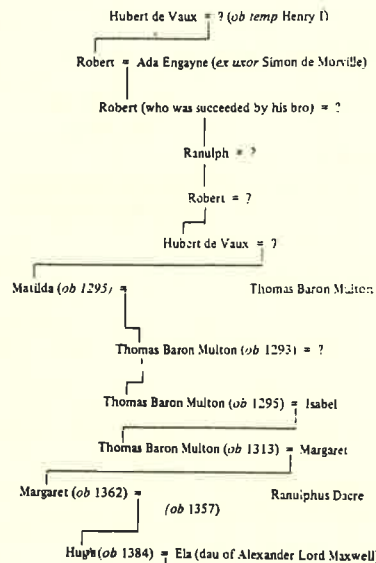 Hubert de Vaux = ? (ob temp Henry I)
Robert = Ada Engayne (ex uxor Simon de Morville)
Robert (who was succeeded by his bro) = ?
Ranulph = ?
Robert = ?
Hubert de Vaux = ?
Matilda (ob 1295) = Thomas Baron Multon
Thomas Baron Multon (ob 1293) = ?
Thomas Baron Multon (ob 1295) = Isabel
Thomas Baron Multon (ob 1313) = Margaret
Margaret (ob 1362) = Ranulphus Dacre
(ob 1357)
Hugh (ob 1384) = Ela (dau of Alexander Lord Maxwell)